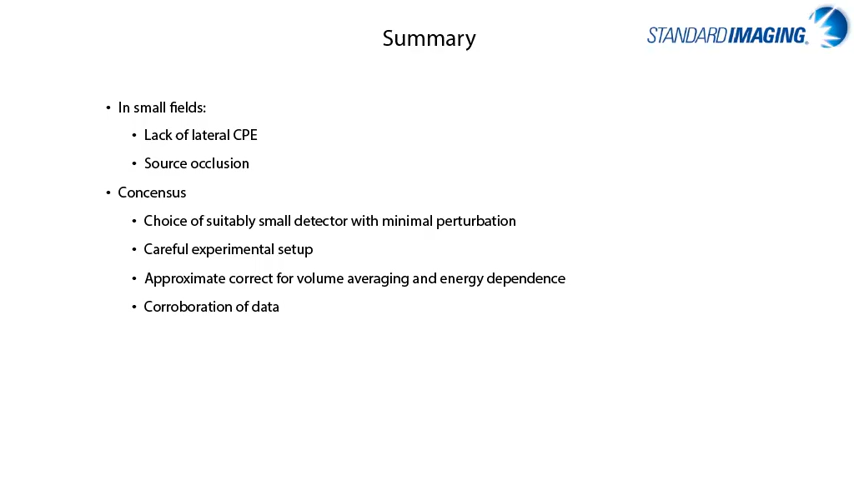 Summary
STANDARD IMAGING®
• In small fields:
• Lack of lateral CPE
• Source occlusion
• Concensus
• Choice of suitably small detector with minimal perturbation
• Careful experimental setup
• Approximate correct for volume averaging and energy dependence
• Corroboration of data